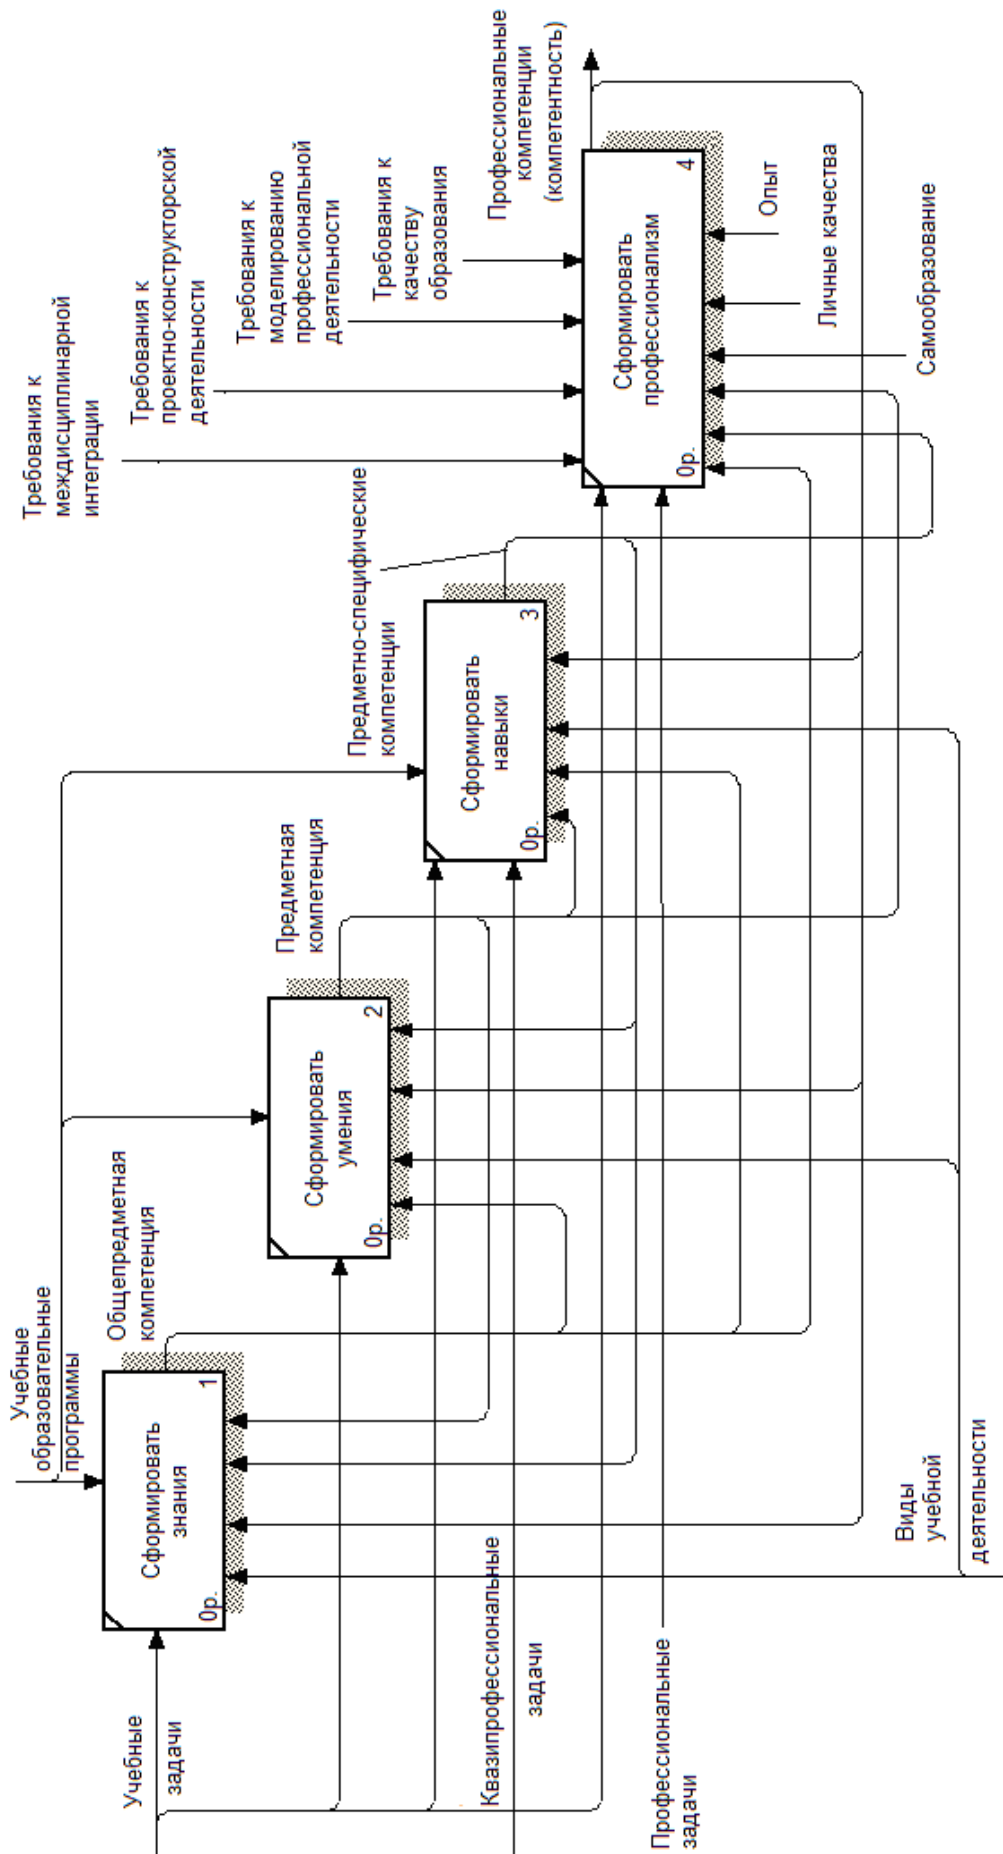 Учебные
образовательные
программы
Требования к
междисциплинарной
интеграции
Требования к
проектно-конструкторской
деятельности
Требования к
моделированию
профессиональной
деятельности
Требования к
качеству
образования
Профессиональные
компетенции
(компетентность)
Учебные
задачи
Сформировать
знания
0р.
1
Общепредметная
компетенция
Сформировать
умения
0р.
2
Предметная
компетенция
Сформировать
навыки
0р.
3
Предметно-специфические
компетенции
Сформировать
профессионализм
0р.
4
Квазипрофессиональные
задачи
Профессиональные
задачи
Виды
учебной
деятельности
Самообразование
Личные качества
Опыт